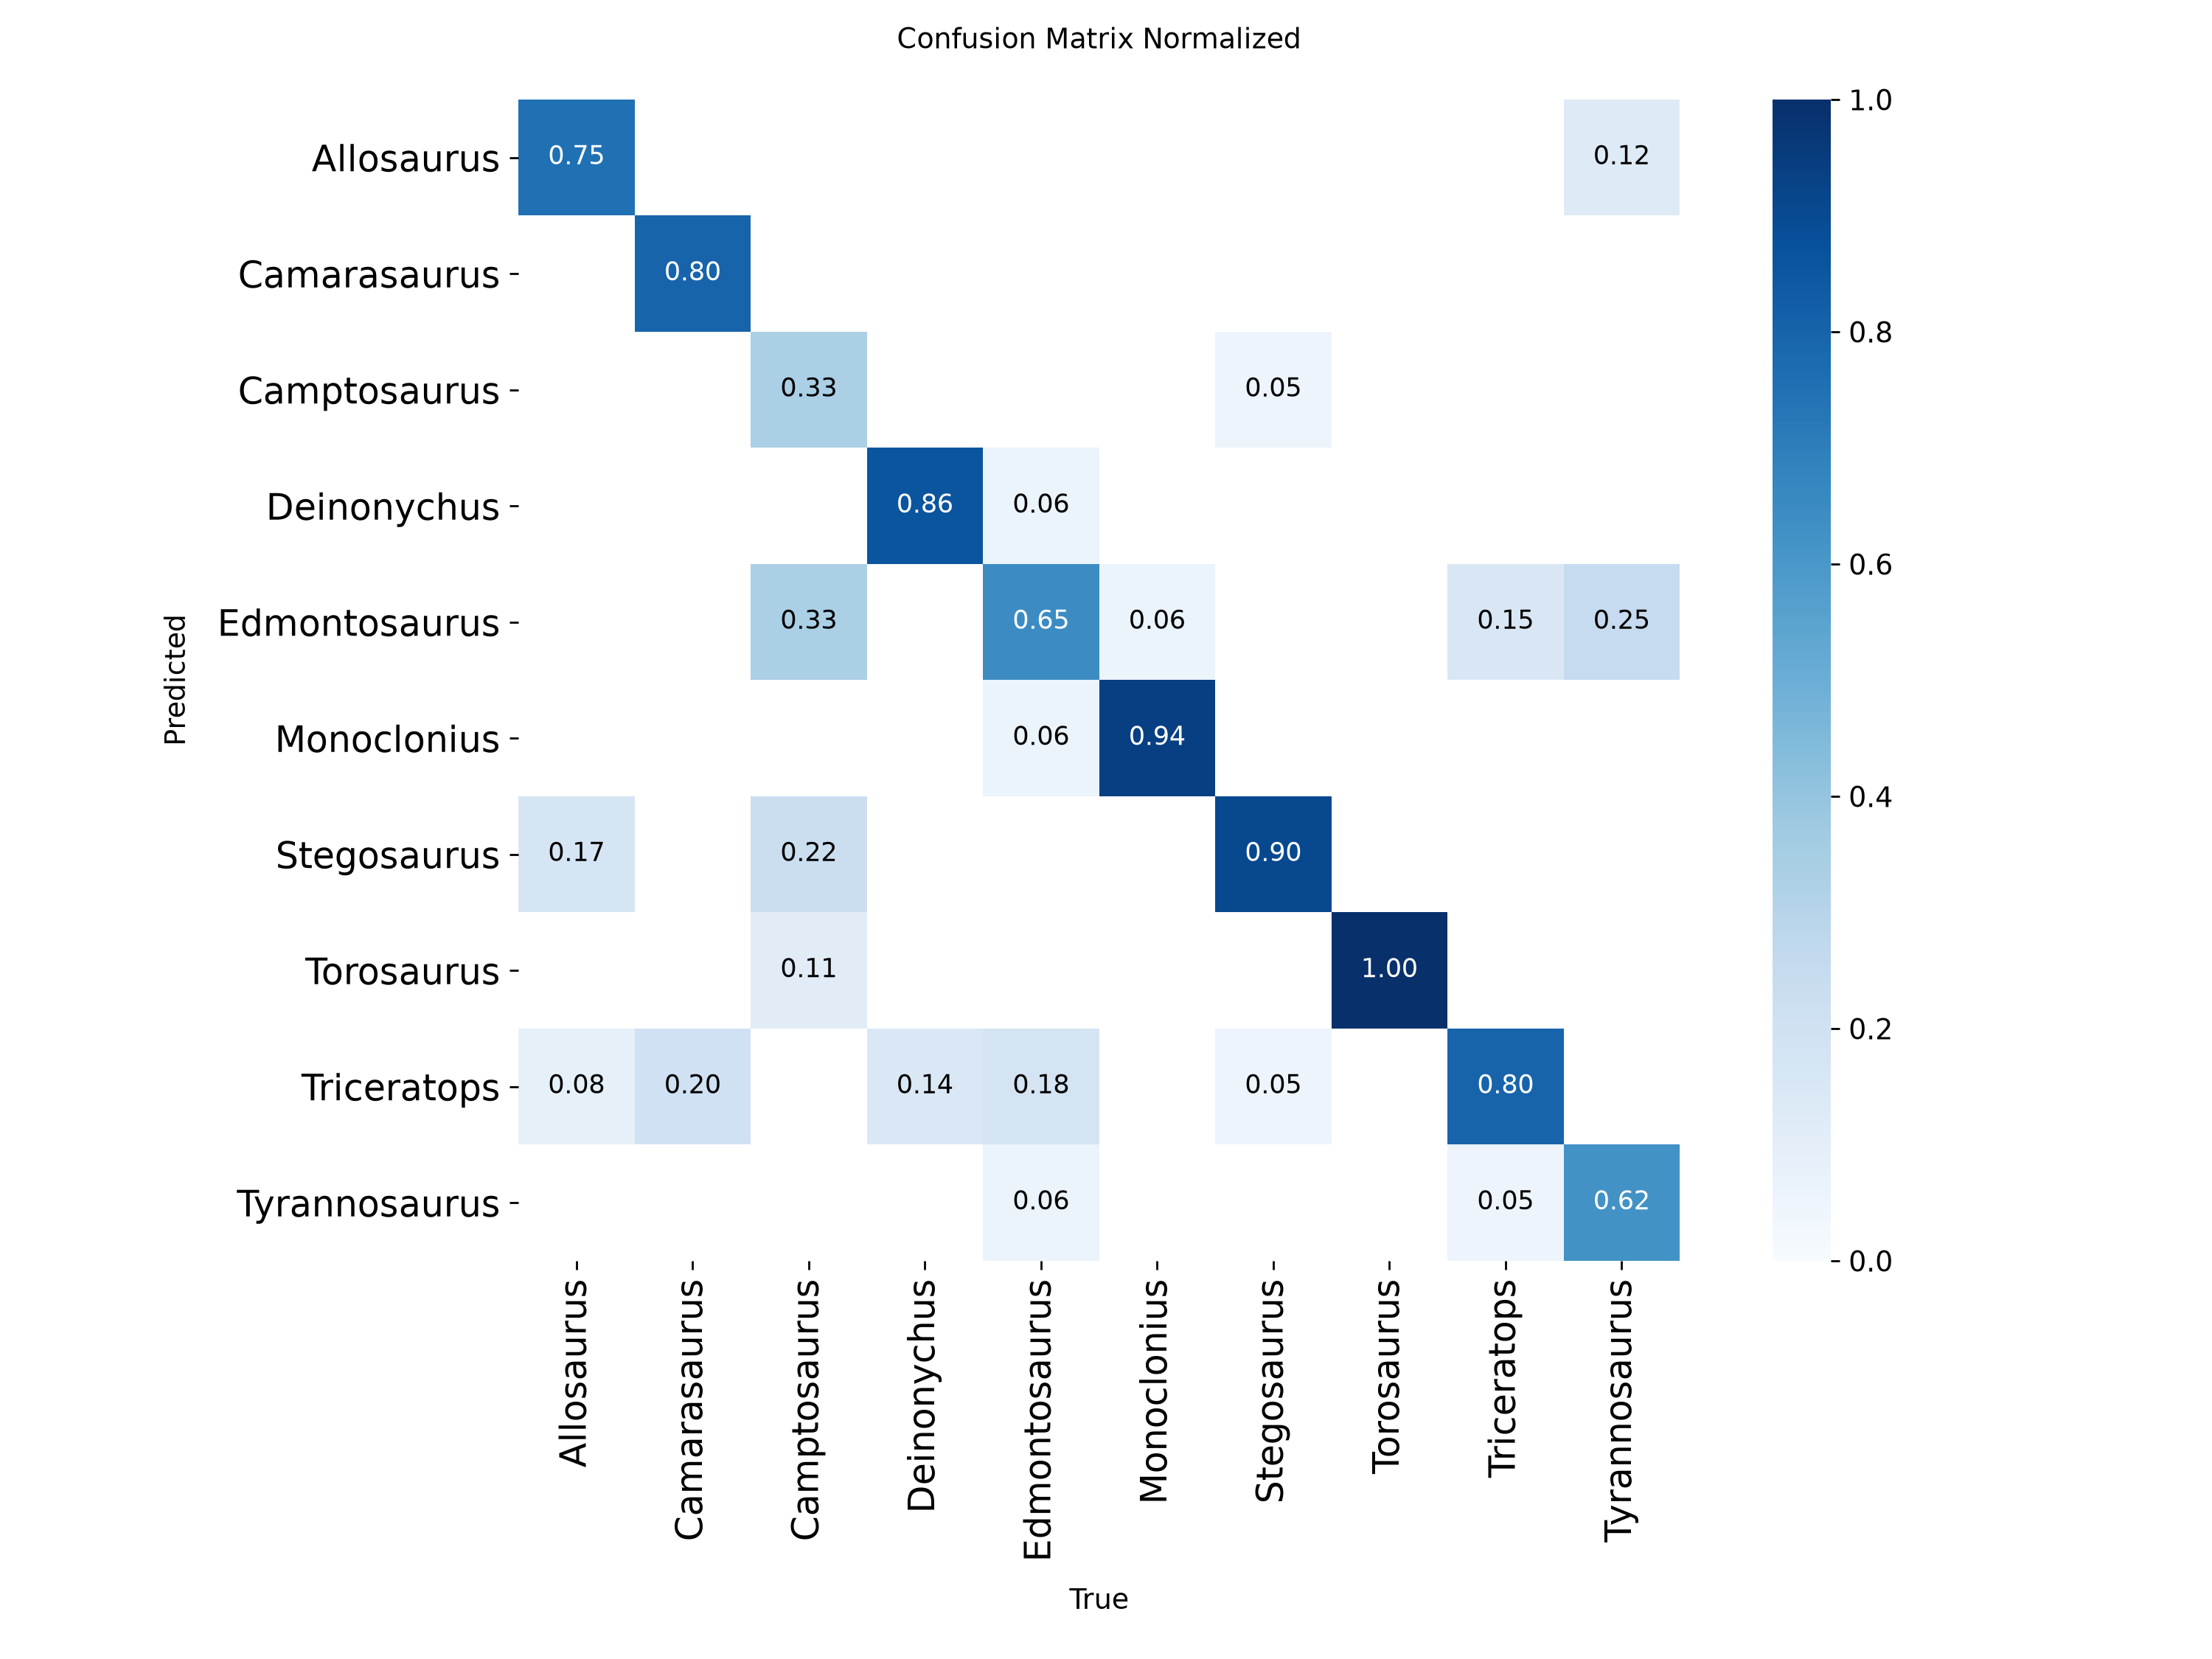 Confusion Matrix Normalized
Allosaurus
0.75
0.12
1.0
Camarasaurus
0.80
0.8
Camptosaurus
0.33
0.05
Deinonychus
0.86
0.06
0.6
Predicted
Edmontosaurus
0.33
0.65
0.06
0.15
0.25
Monoclonius
0.06
0.94
0.4
Stegosaurus
0.17
0.22
0.90
Torosaurus
0.11
1.00
0.2
Triceratops
0.08
0.20
0.14
0.18
0.05
0.80
Tyrannosaurus
0.06
0.05
0.62
0.0
Allosaurus
Camarasaurus
Camptosaurus
Deinonychus
Edmontosaurus
Monoclonius
Stegosaurus
Torosaurus
Triceratops
Tyrannosaurus
True